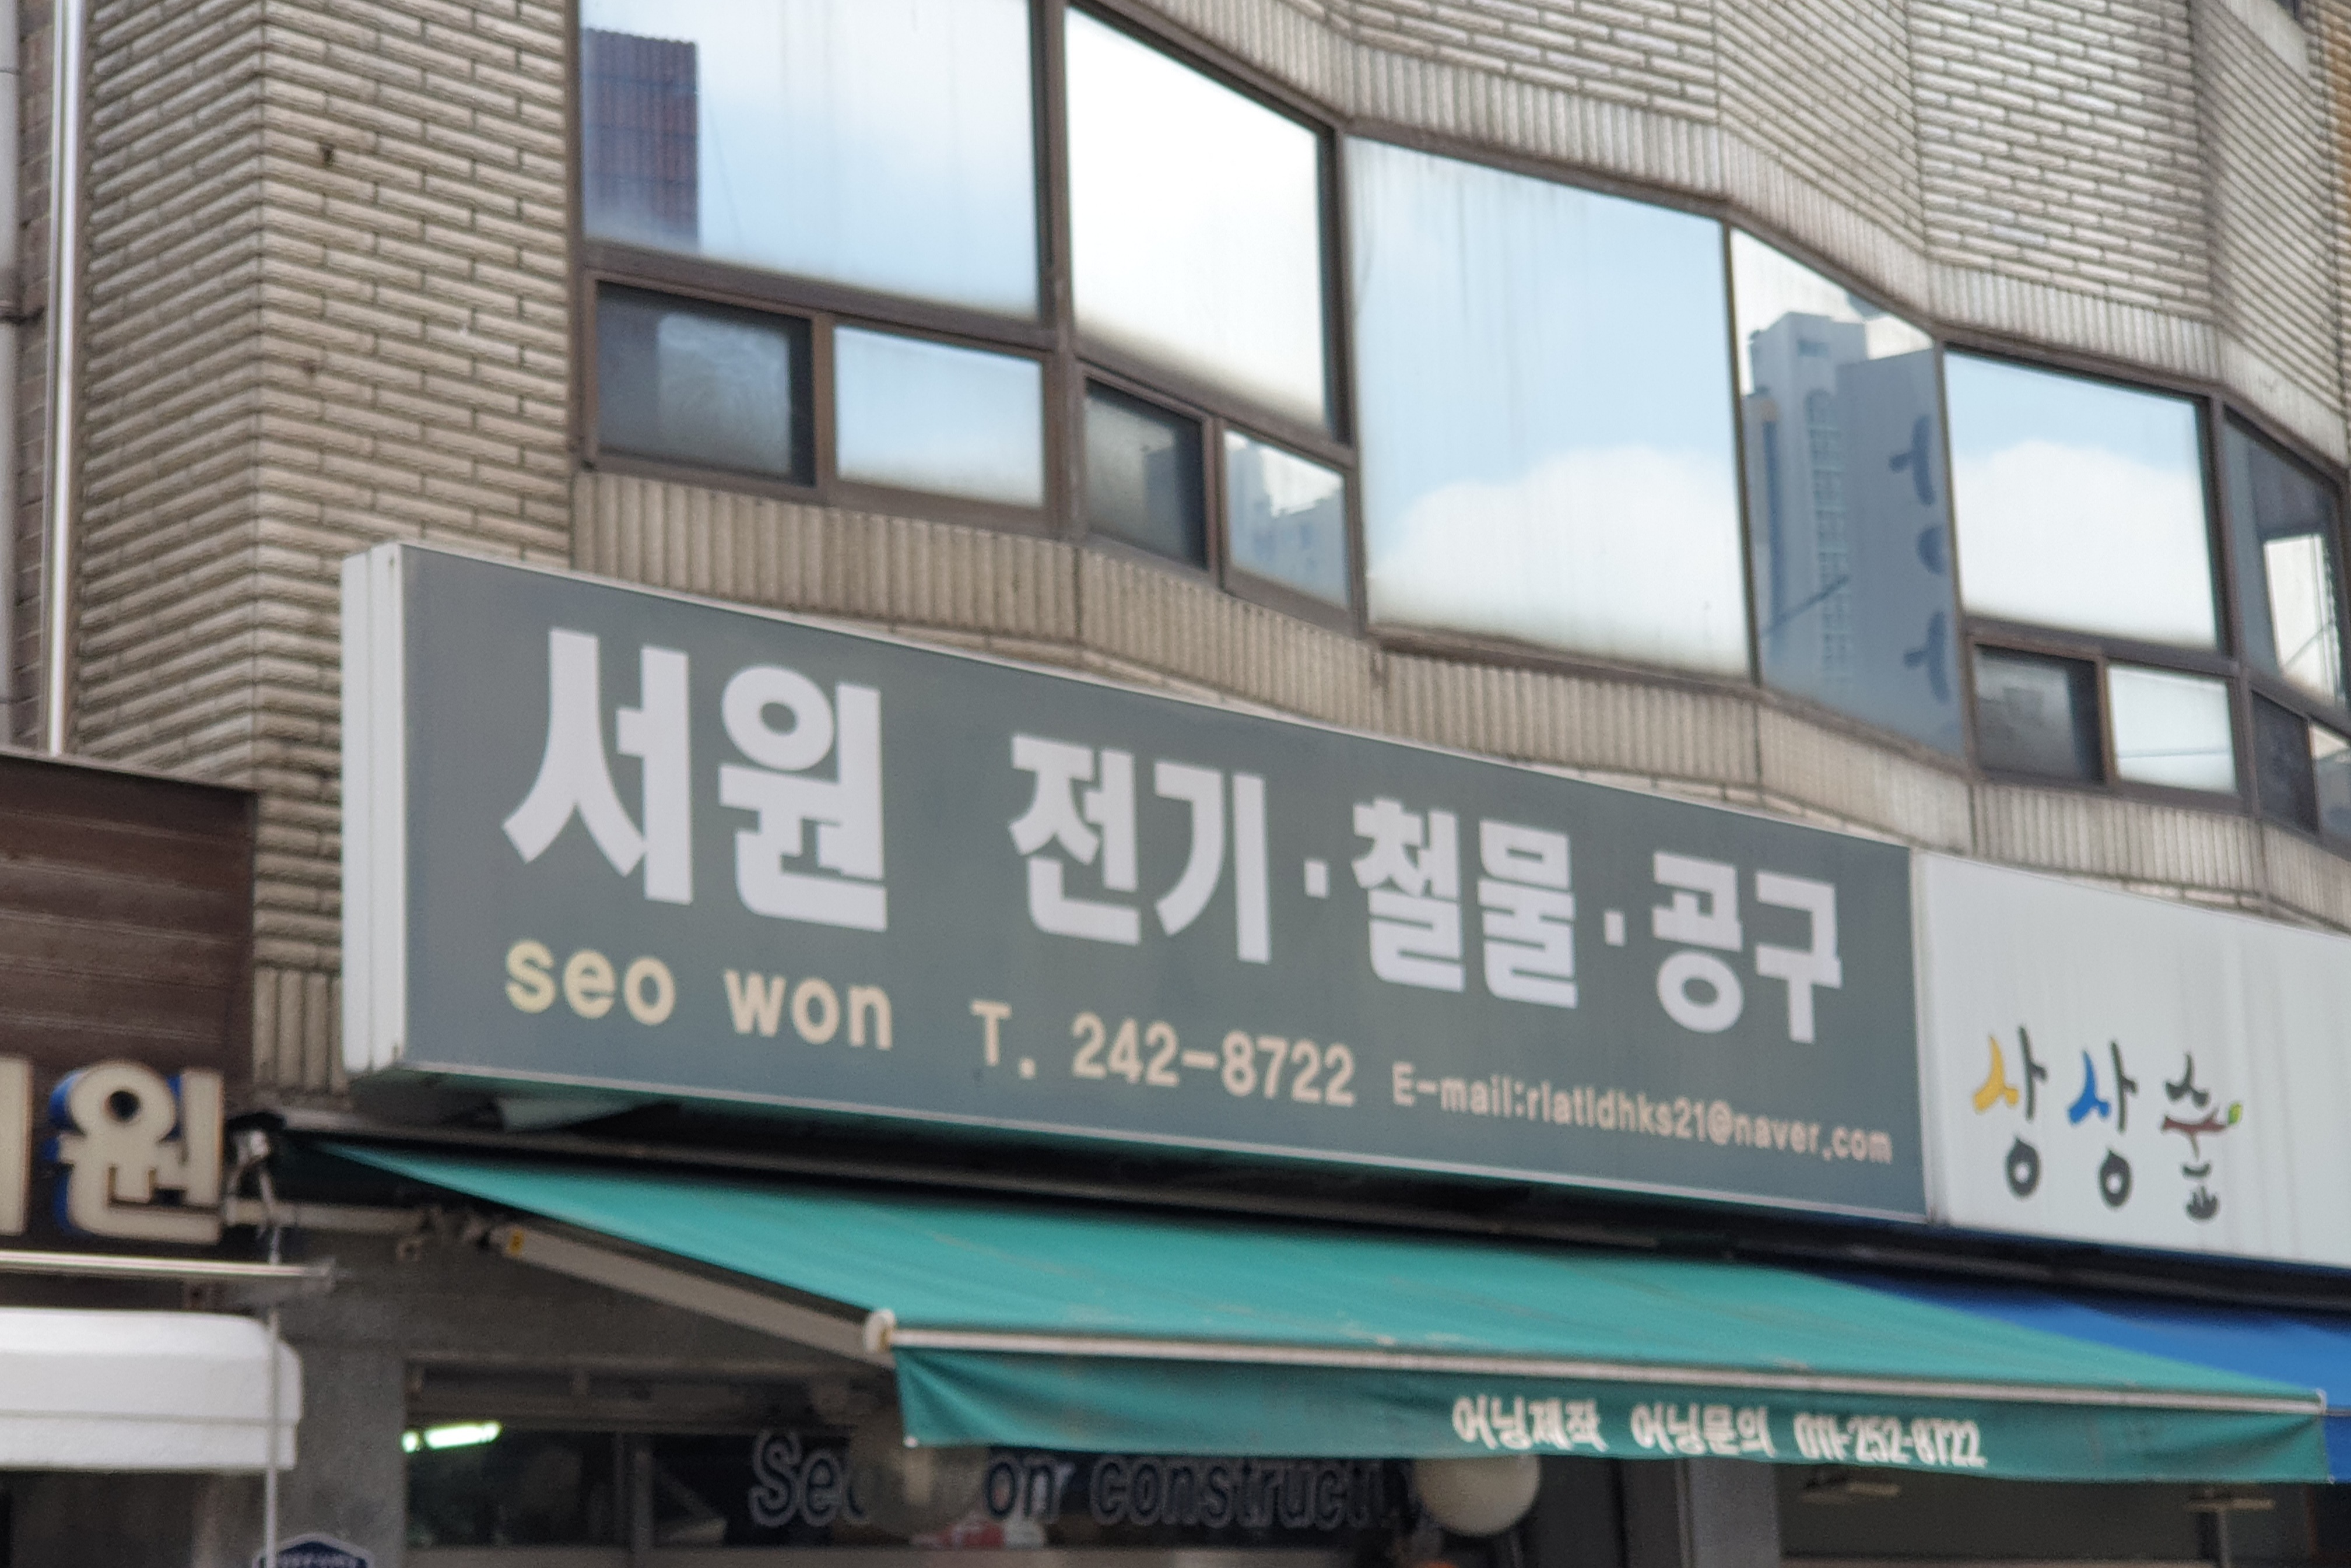 서원 전기·철물·공구
seo won T. 242-8722 E-mail:rlatldhks21@naver.com
상상숲
원
어닝제작 어닝문의 011-252-8722
construct